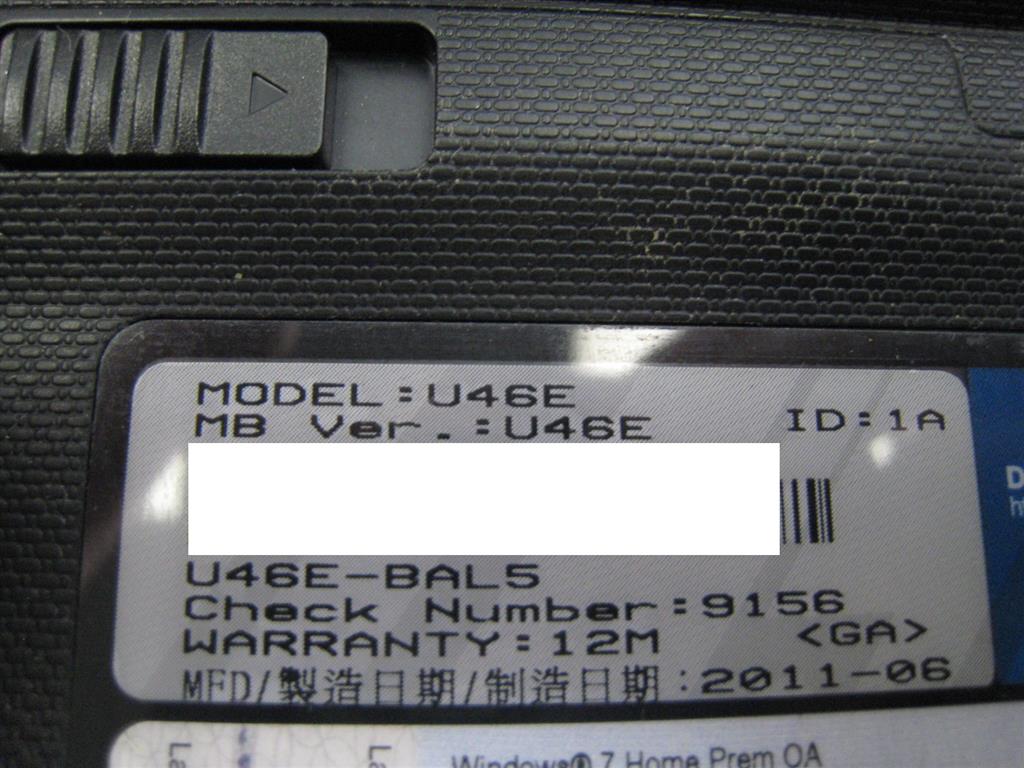 MODEL:U46E
MB Ver.:U46E
ID:1A
U46E-BAL5
Check Number:9156
WARRANTY:12M
<GA>
MFD/製造日期/制造日期:2011-06
Windows® 7 Home Prem OA